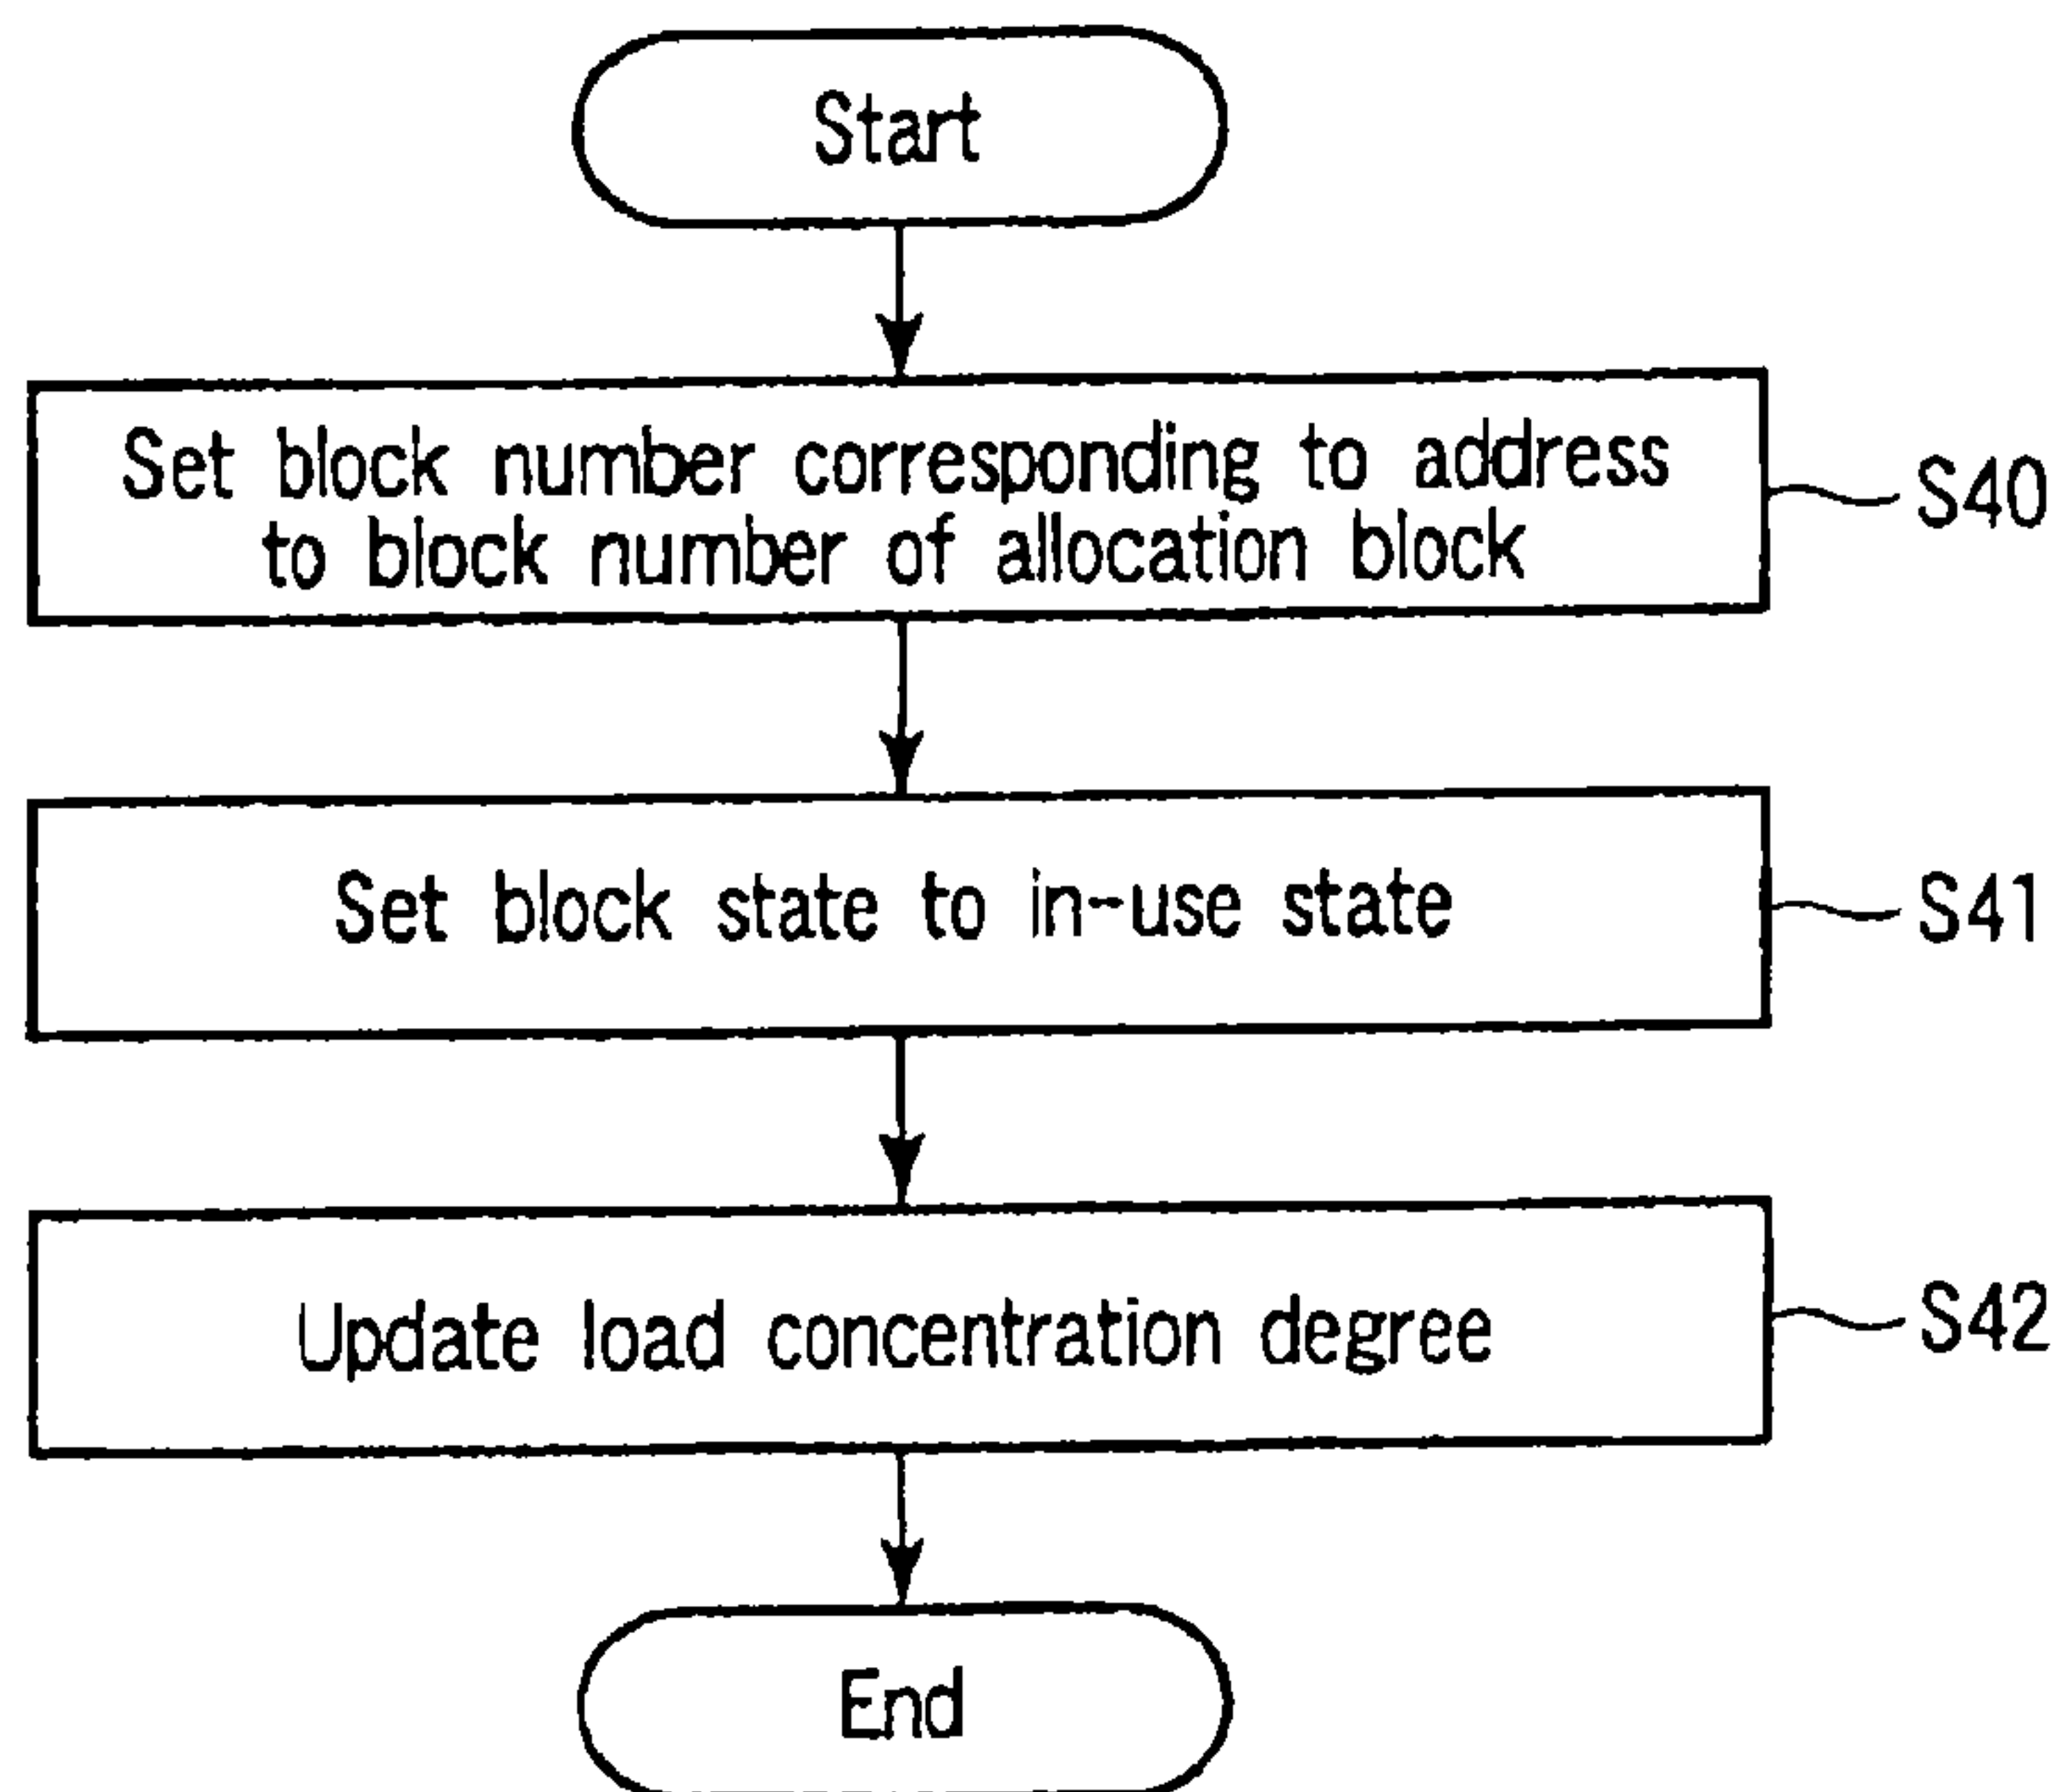 Start
Set block number corresponding to address
to block number of allocation block
S40
Set block state to in-use state
S41
Update load concentration degree
S42
End